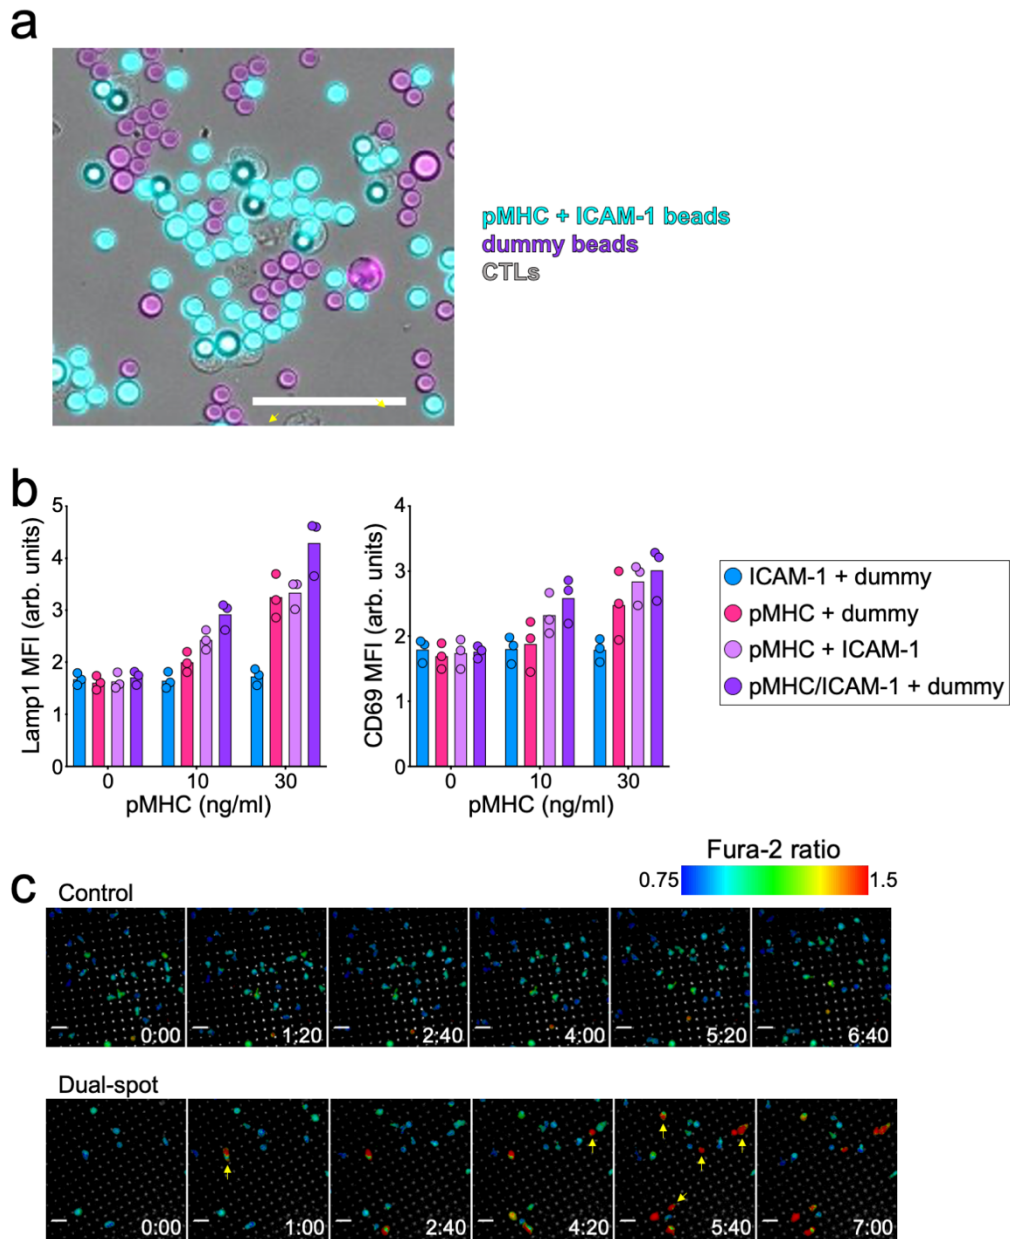 a
pMHC + ICAM-1 beads
dummy beads
CTLs
b
5
4
3
2
1
0
Lamp1 MFI (arb. units)
0
10
30
pMHC (ng/ml)
4
3
2
1
0
CD69 MFI (arb. units)
0
10
30
pMHC (ng/ml)
ICAM-1 + dummy
pMHC + dummy
pMHC + ICAM-1
pMHC/ICAM-1 + dummy
Fura-2 ratio
0.75
1.5
c
Control
0:00
1:20
2:40
4:00
5:20
6:40
Dual-spot
0:00
1:00
2:40
4:20
5:40
7:00